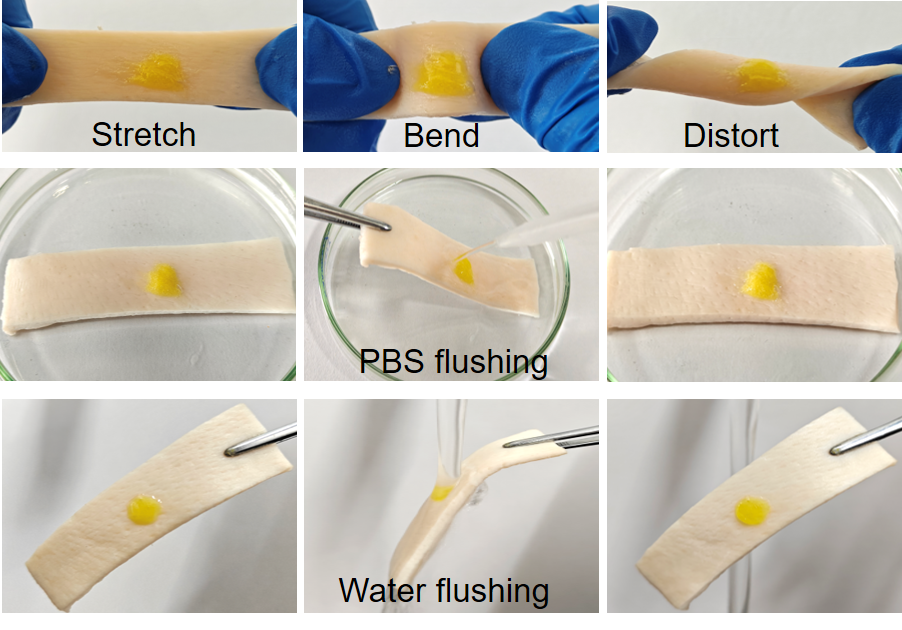 Stretch
Bend
Distort
PBS flushing
Water flushing